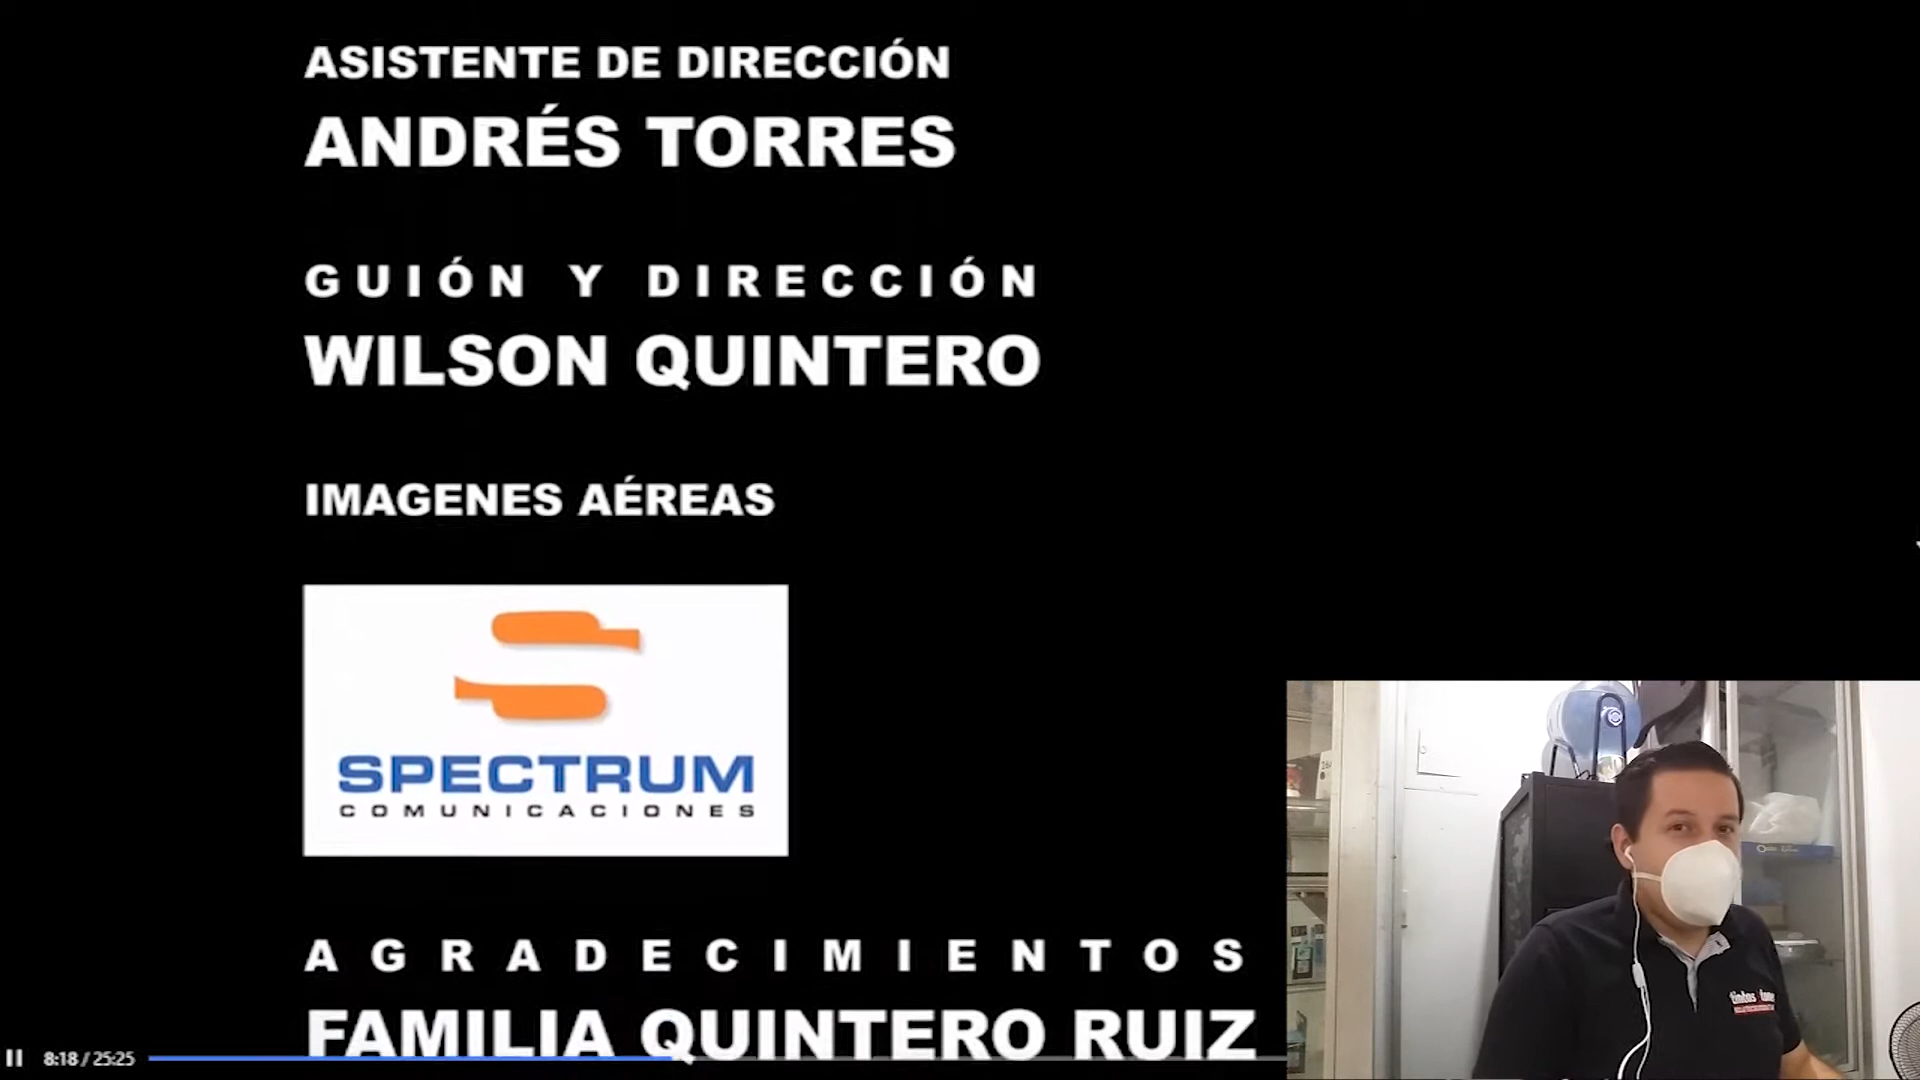 ASISTENTE DE DIRECCIÓN
ANDRÉS TORRES
GUIÓN Y DIRECCIÓN
WILSON QUINTERO
IMAGENES AÉREAS
SPECTRUM
COMUNICACIONES
AGRADECIMIENTOS
FAMILIA QUINTERO RUIZ
8:18 / 25:25